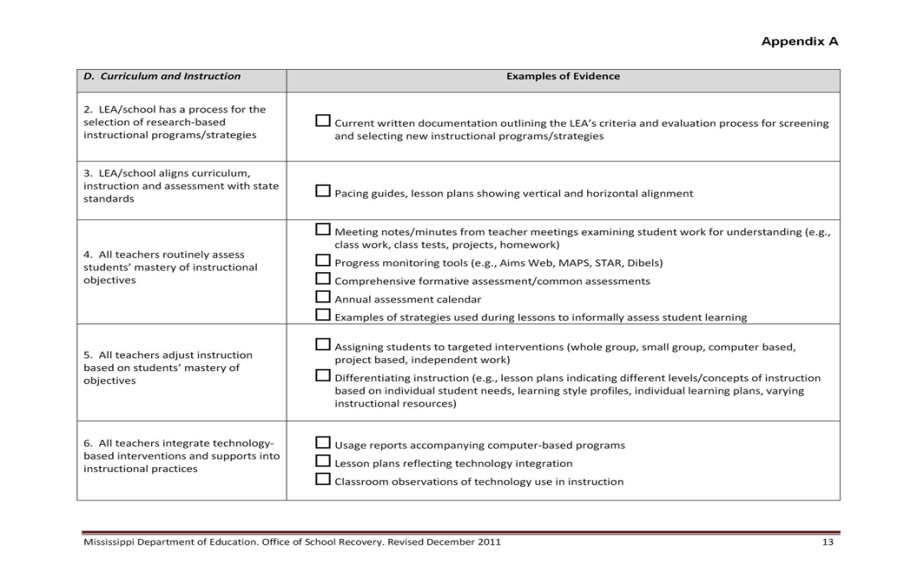 Appendix A
D. Curriculum and Instruction
Examples of Evidence
2. LEA/school has a process for the
selection of research-based
instructional programs/strategies
Current written documentation outlining the LEA's criteria and evaluation process for screening
and selecting new instructional programs/strategies
3. LEA/school aligns curriculum,
instruction and assessment with state
standards
Pacing guides, lesson plans showing vertical and horizontal alignment
4. All teachers routinely assess
students' mastery of instructional
objectives
Meeting notes/minutes from teacher meetings examining student work for understanding (e.g.,
class work, class tests, projects, homework)
Progress monitoring tools (e.g., Aims Web, MAPS, STAR, Dibels)
Comprehensive formative assessment/common assessments
Annual assessment calendar
Examples of strategies used during lessons to informally assess student learning
5. All teachers adjust instruction
based on students' mastery of
objectives
Assigning students to targeted interventions (whole group, small group, computer based,
project based, independent work)
Differentiating instruction (e.g., lesson plans indicating different levels/concepts of instruction
based on individual student needs, learning style profiles, individual learning plans, varying
instructional resources)
6. All teachers integrate technology-
based interventions and supports into
instructional practices
Usage reports accompanying computer-based programs
Lesson plans reflecting technology integration
Classroom observations of technology use in instruction
Mississippi Department of Education. Office of School Recovery. Revised December 2011
13